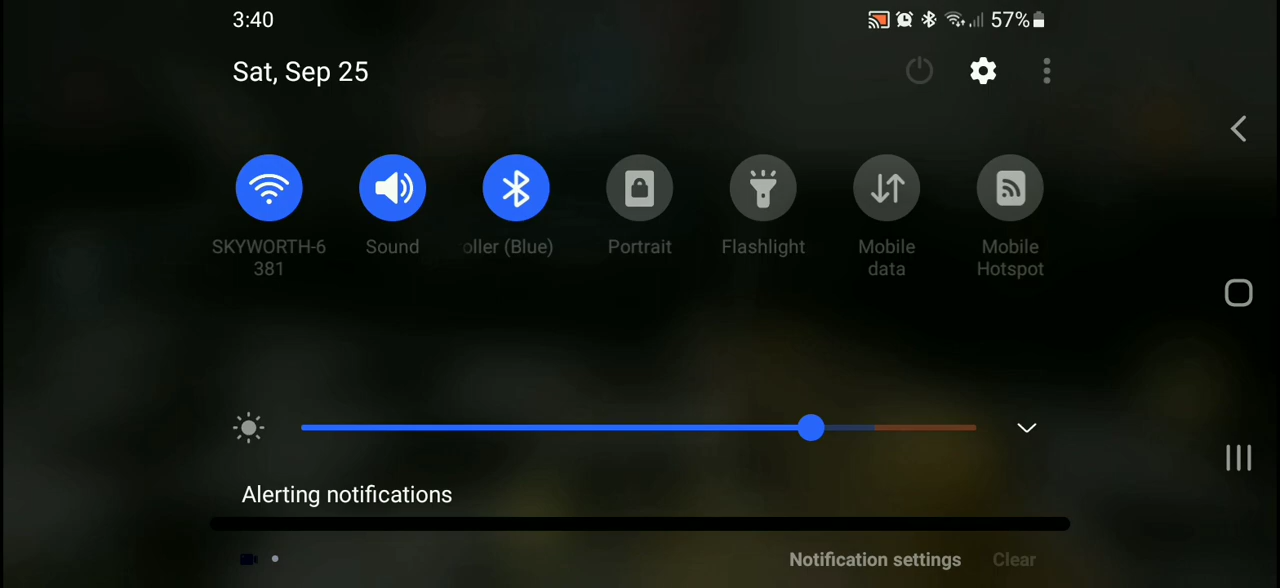 3:40
57%
Sat, Sep 25
SKYWORTH-6
381
Sound
oller (Blue)
Portrait
Flashlight
Mobile
data
Mobile
Hotspot
Alerting notifications
Notification settings
Clear